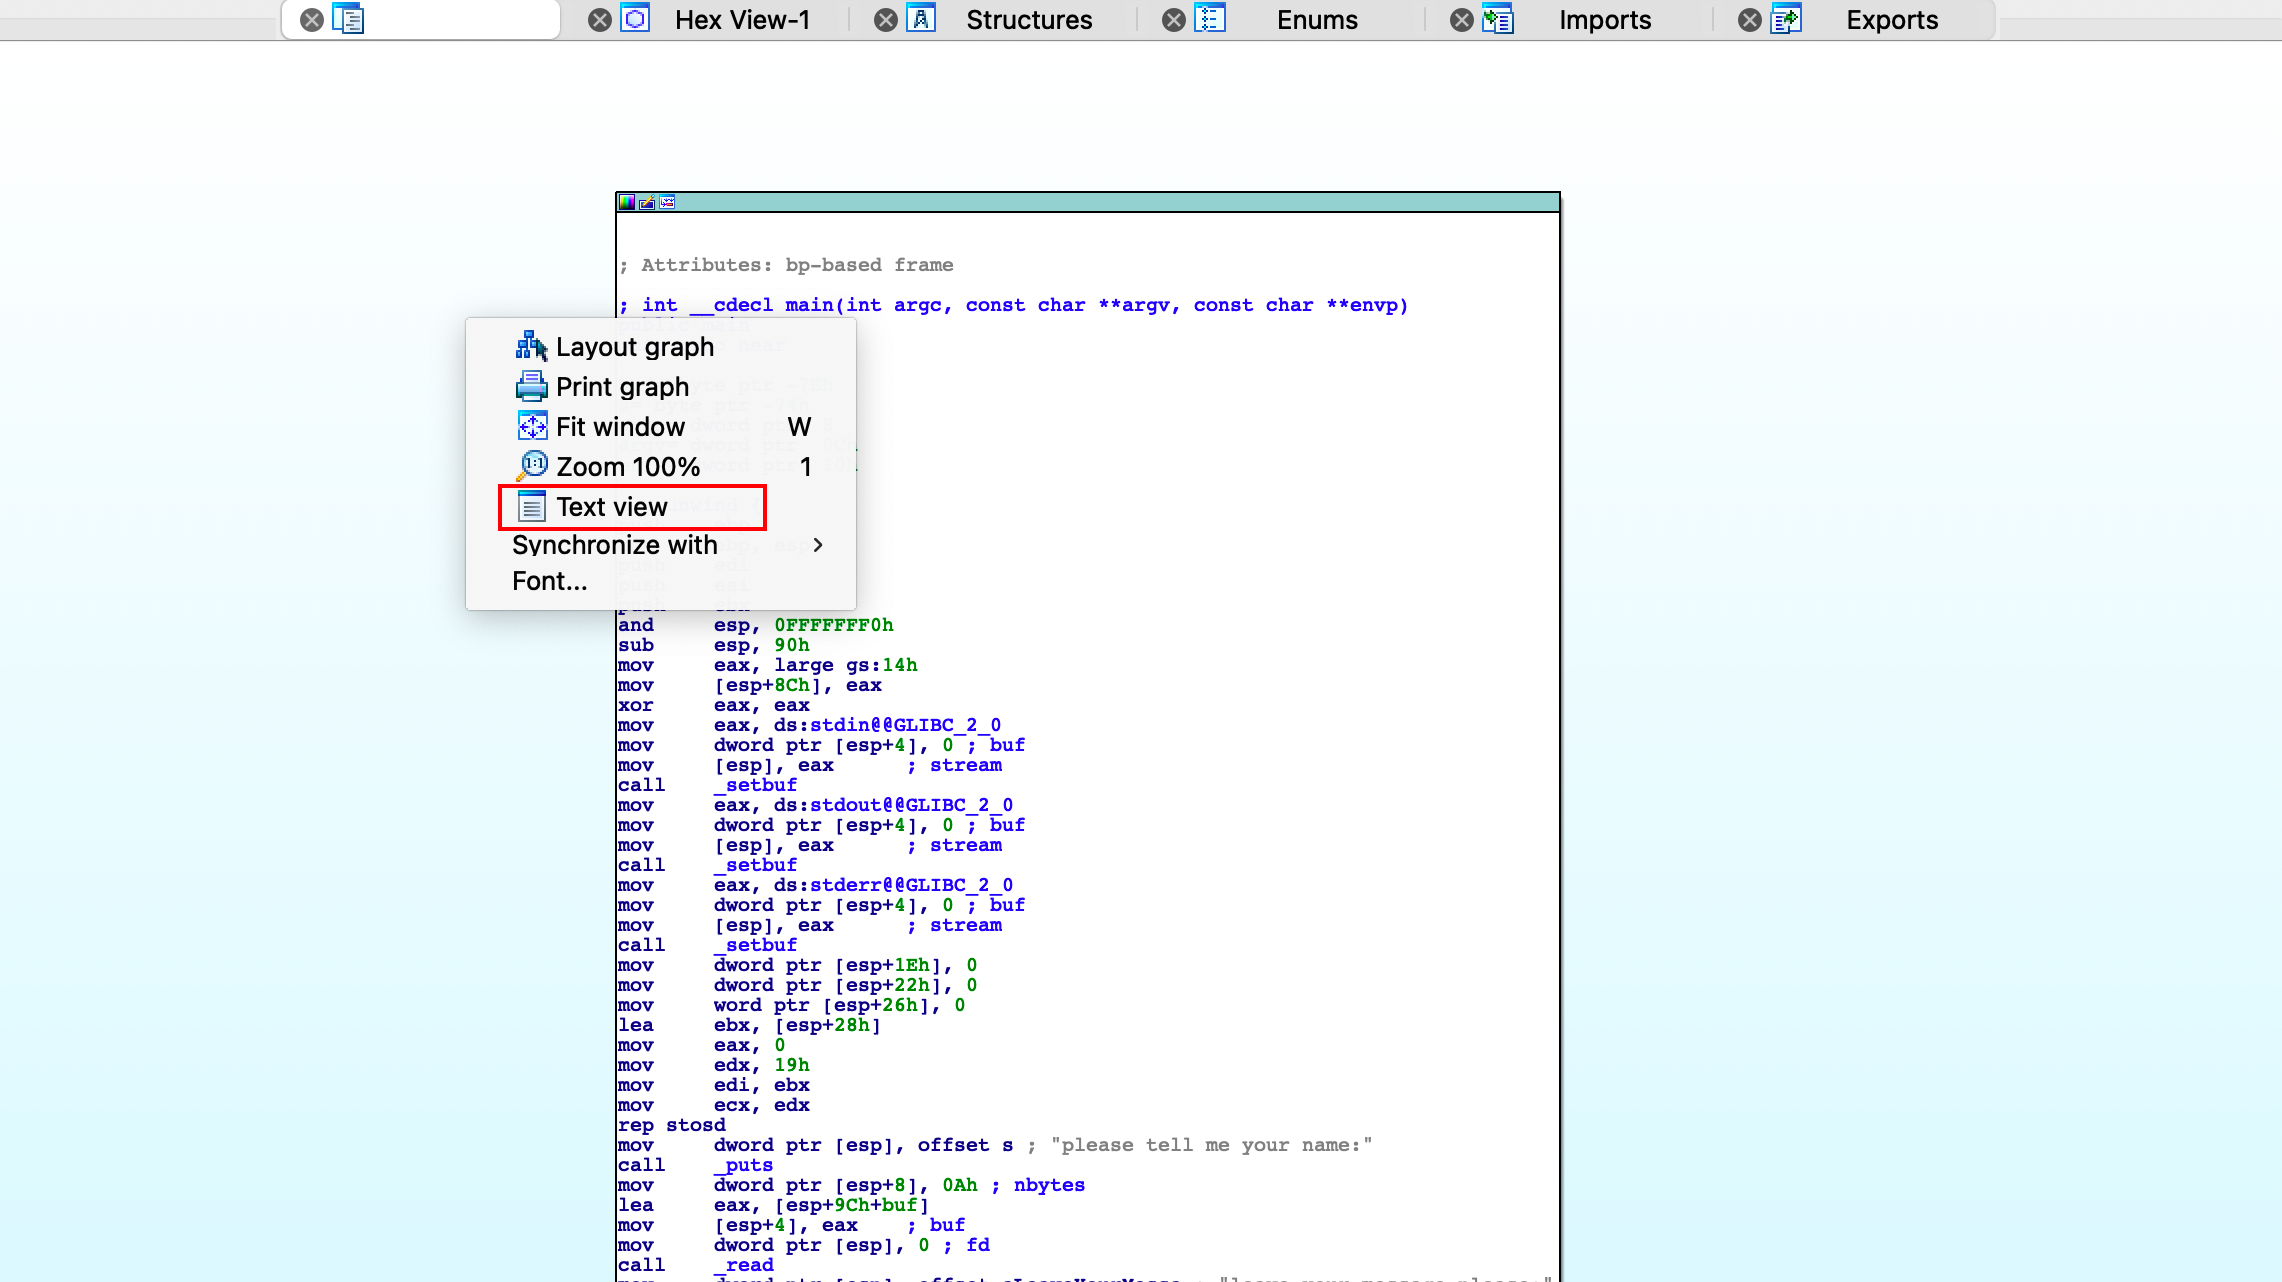 Hex View-1
Structures
Enums
Imports
Exports
; Attributes: bp-based frame
; int __cdecl main(int argc, const char **argv, const char **envp)
Layout graph
Print graph
Fit window W
Zoom 100% 1
Text view
Synchronize with
Font...
and esp, 0FFFFFFF0h
sub esp, 90h
mov eax, large gs:14h
mov [esp+8Ch], eax
xor eax, eax
mov eax, ds:stdin@@GLIBC_2_0
mov dword ptr [esp+4], 0 ; buf
mov [esp], eax ; stream
call _setbuf
mov eax, ds:stdout@@GLIBC_2_0
mov dword ptr [esp+4], 0 ; buf
mov [esp], eax ; stream
call _setbuf
mov eax, ds:stderr@@GLIBC_2_0
mov dword ptr [esp+4], 0 ; buf
mov [esp], eax ; stream
call _setbuf
mov dword ptr [esp+1Eh], 0
mov dword ptr [esp+22h], 0
mov word ptr [esp+26h], 0
lea ebx, [esp+28h]
mov eax, 0
mov edx, 19h
mov edi, ebx
mov ecx, edx
rep stosd
mov dword ptr [esp], offset s ; "please tell me your name:"
call _puts
mov dword ptr [esp+8], 0Ah ; nbytes
lea eax, [esp+9Ch+buf]
mov [esp+4], eax ; buf
mov dword ptr [esp], 0 ; fd
call _read